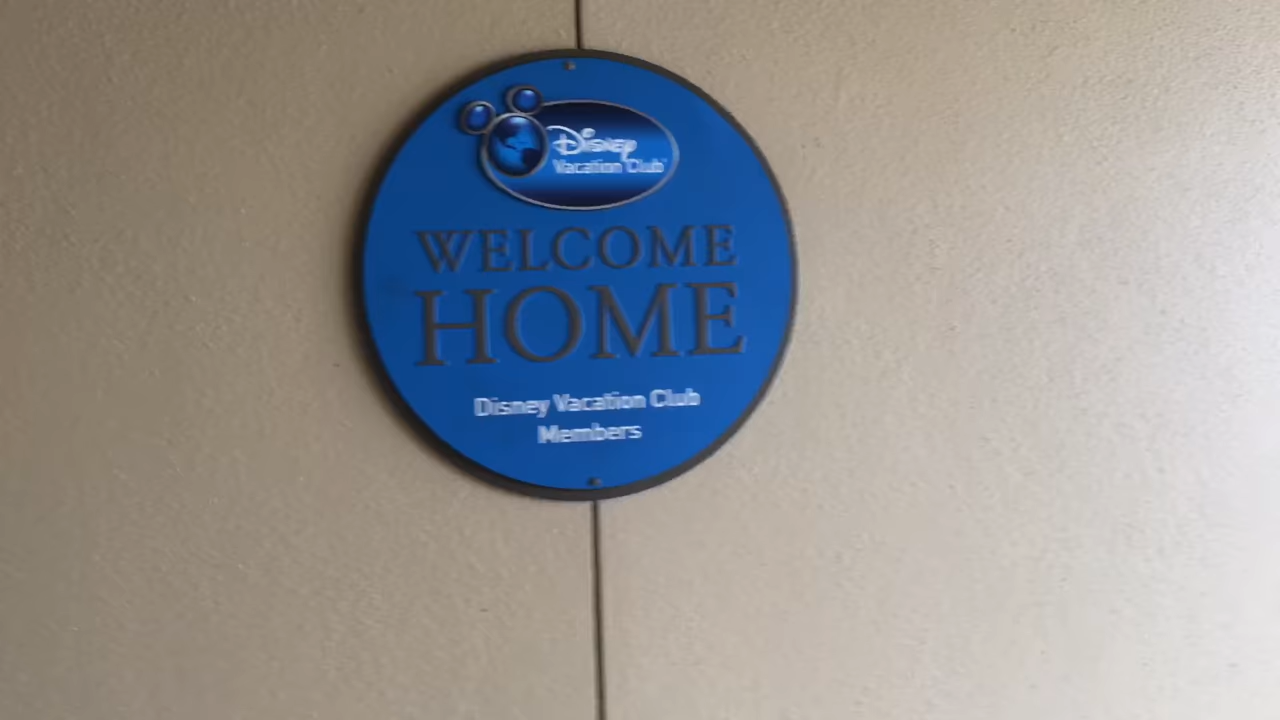 Disney
Vacation Club
WELCOME
HOME
Disney Vacation Club
Members